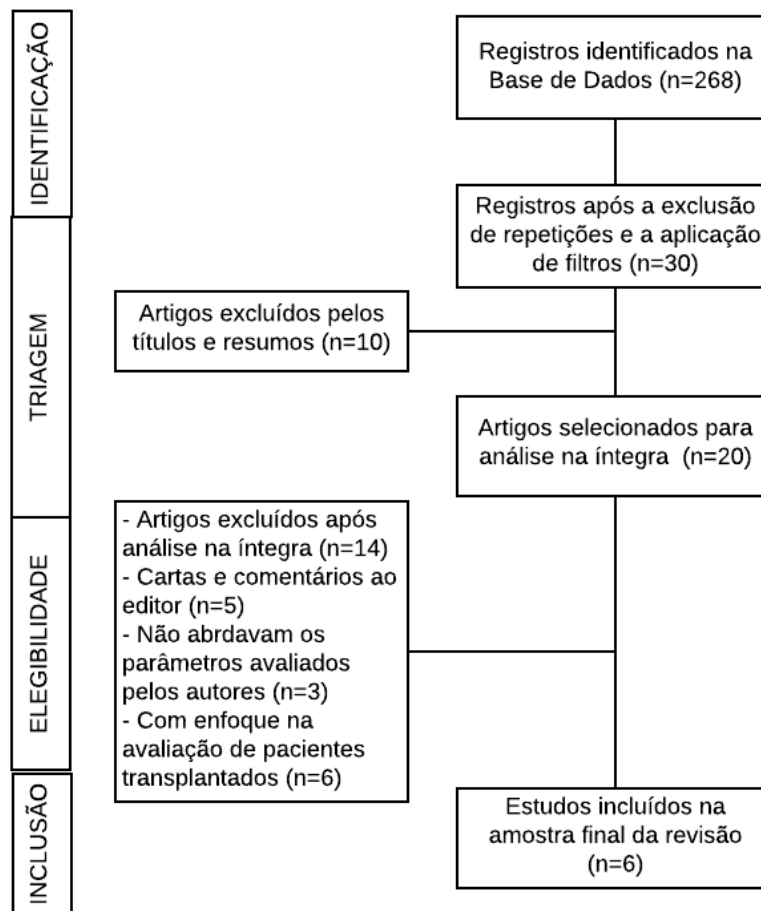 IDENTIFICAÇÃO
Registros identificados na
Base de Dados (n=268)
Registros após a exclusão
de repetições e a aplicação
de filtros (n=30)
TRIAGEM
Artigos excluídos pelos
títulos e resumos (n=10)
Artigos selecionados para
análise na íntegra (n=20)
ELEGIBILIDADE
- Artigos excluídos após
análise na íntegra (n=14)
- Cartas e comentários ao
editor (n=5)
- Não abrdavam os
parâmetros avaliados
pelos autores (n=3)
- Com enfoque na
avaliação de pacientes
transplantados (n=6)
INCLUSÃO
Estudos incluídos na
amostra final da revisão
(n=6)